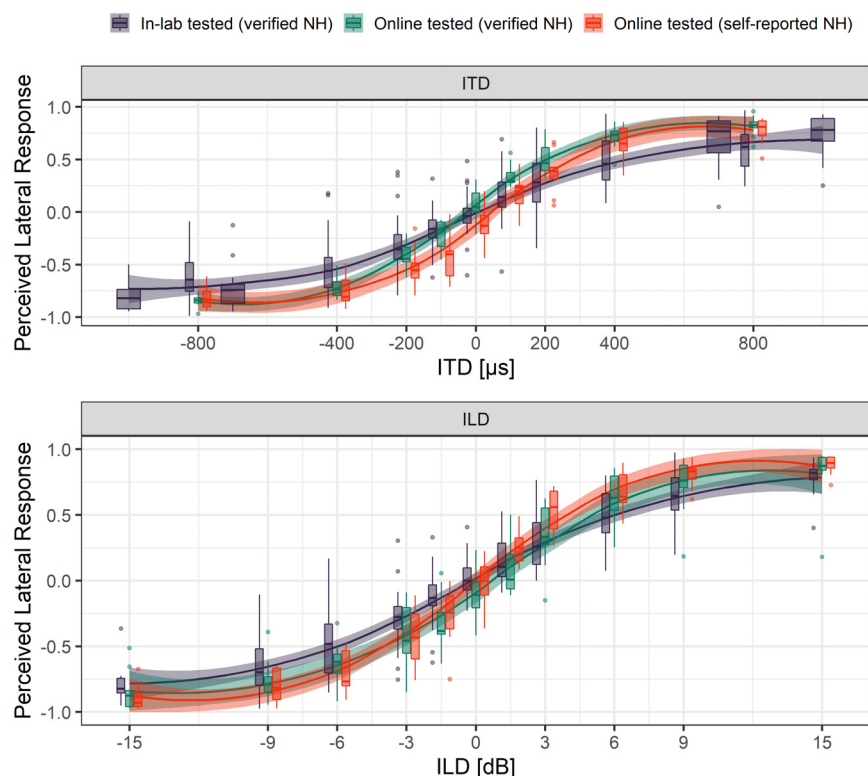 In-lab tested (verified NH) Online tested (verified NH) Online tested (self-reported NH)
ITD
Perceived Lateral Response
1.0
0.5
0.0
-0.5
-1.0
-800 -400 -200 0 200 400 800
ITD [µs]
ILD
Perceived Lateral Response
1.0
0.5
0.0
-0.5
-1.0
-15 -9 -6 -3 0 3 6 9 15
ILD [dB]